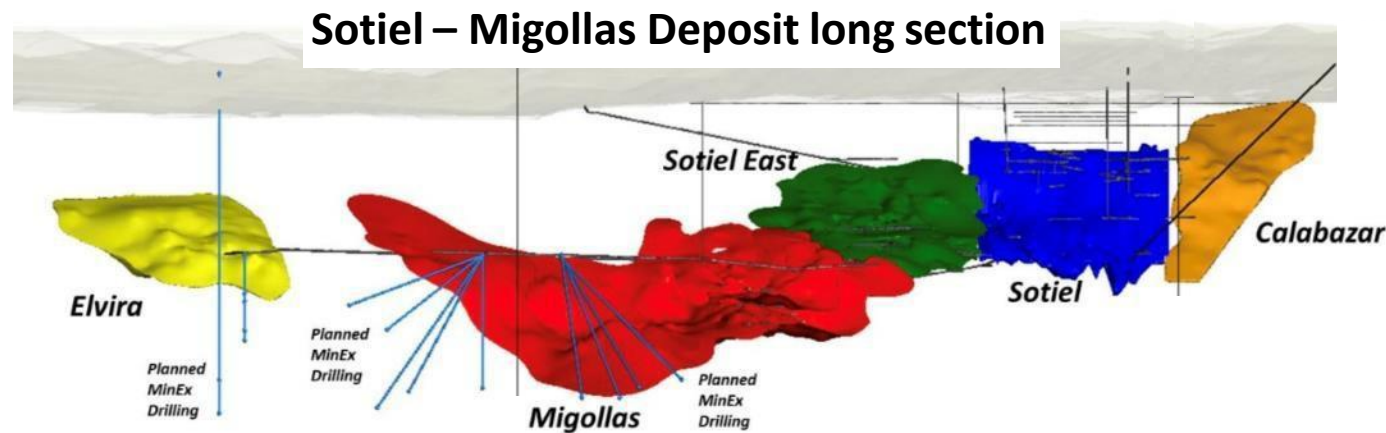 Sotiel – Migollas Deposit long section
Sotiel East
Calabazar
Elvira
Sotiel
Planned
MinEx
Drilling
Planned
MinEx
Drilling
Planned
MinEx
Drilling
Migollas